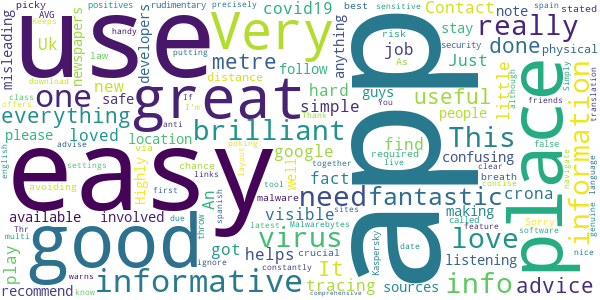 picky
positives
rudimentary
precisely
sensitive
spain
stated
AVG
Keeps
handy
misleading
Uk
law
download
offers
class
I'm
If
anti
newspapers
developers
putting
covid19
anything
Contact
stay
note
best
risk
security
As
You
really
job
done
physical
Simply
although
friends
translation
use
Very
app
place
metre
distance
follow
Just
guys
little
one
new
safe
great
hard
simple
useful
people
information
everything
please
loved
location
via
Thank
poking
layout
Highly
avoiding
links
chance
settings
english
advise
brilliant
google
find
fact
required
together
live
well
This
confusing
false
clear
breath
multi
navigate
genuine
language
concise
easy
An
need
fantastic
crona
available
involved
first
due
spanish
tool
malware
visible
making
called
feature
Sorry
software
nice
good
virus
love
listening
Thr
throw
ignore
got
latest
Malwarebytes
sites
It
Kaspersky
date
play
helps
crucial
tracing
sources
recommend
know
warns
constantly
comprehensive
informative
info
advice